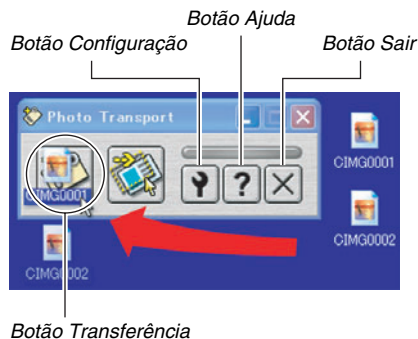 Botão Ajuda
Botão Configuração
Botão Sair
Photo Transport
CIMG0001
CIMG0001
CIMG0002
CIMG0002
Botão Transferência